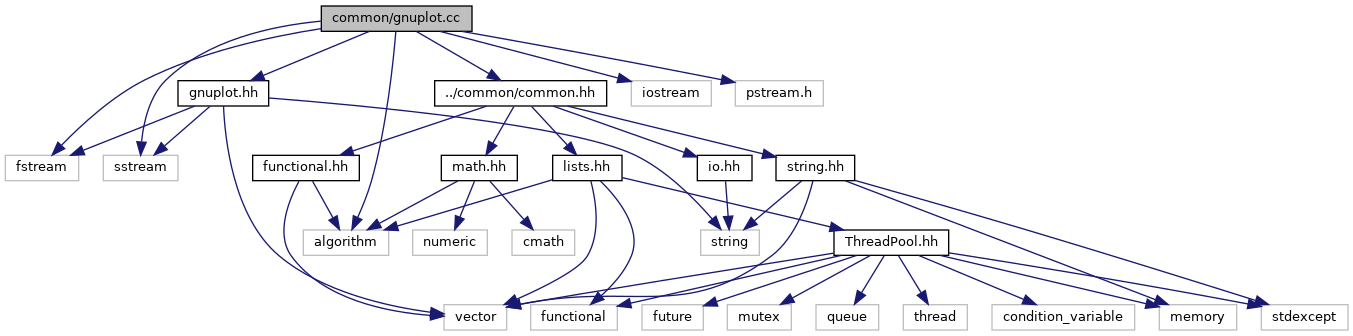 common/gnuplot.cc
gnuplot.hh
../common/common.hh
iostream
pstream.h
fstream
sstream
functional.hh
math.hh
lists.hh
io.hh
string.hh
algorithm
numeric
cmath
string
ThreadPool.hh
vector
functional
future
mutex
queue
thread
condition_variable
memory
stdexcept